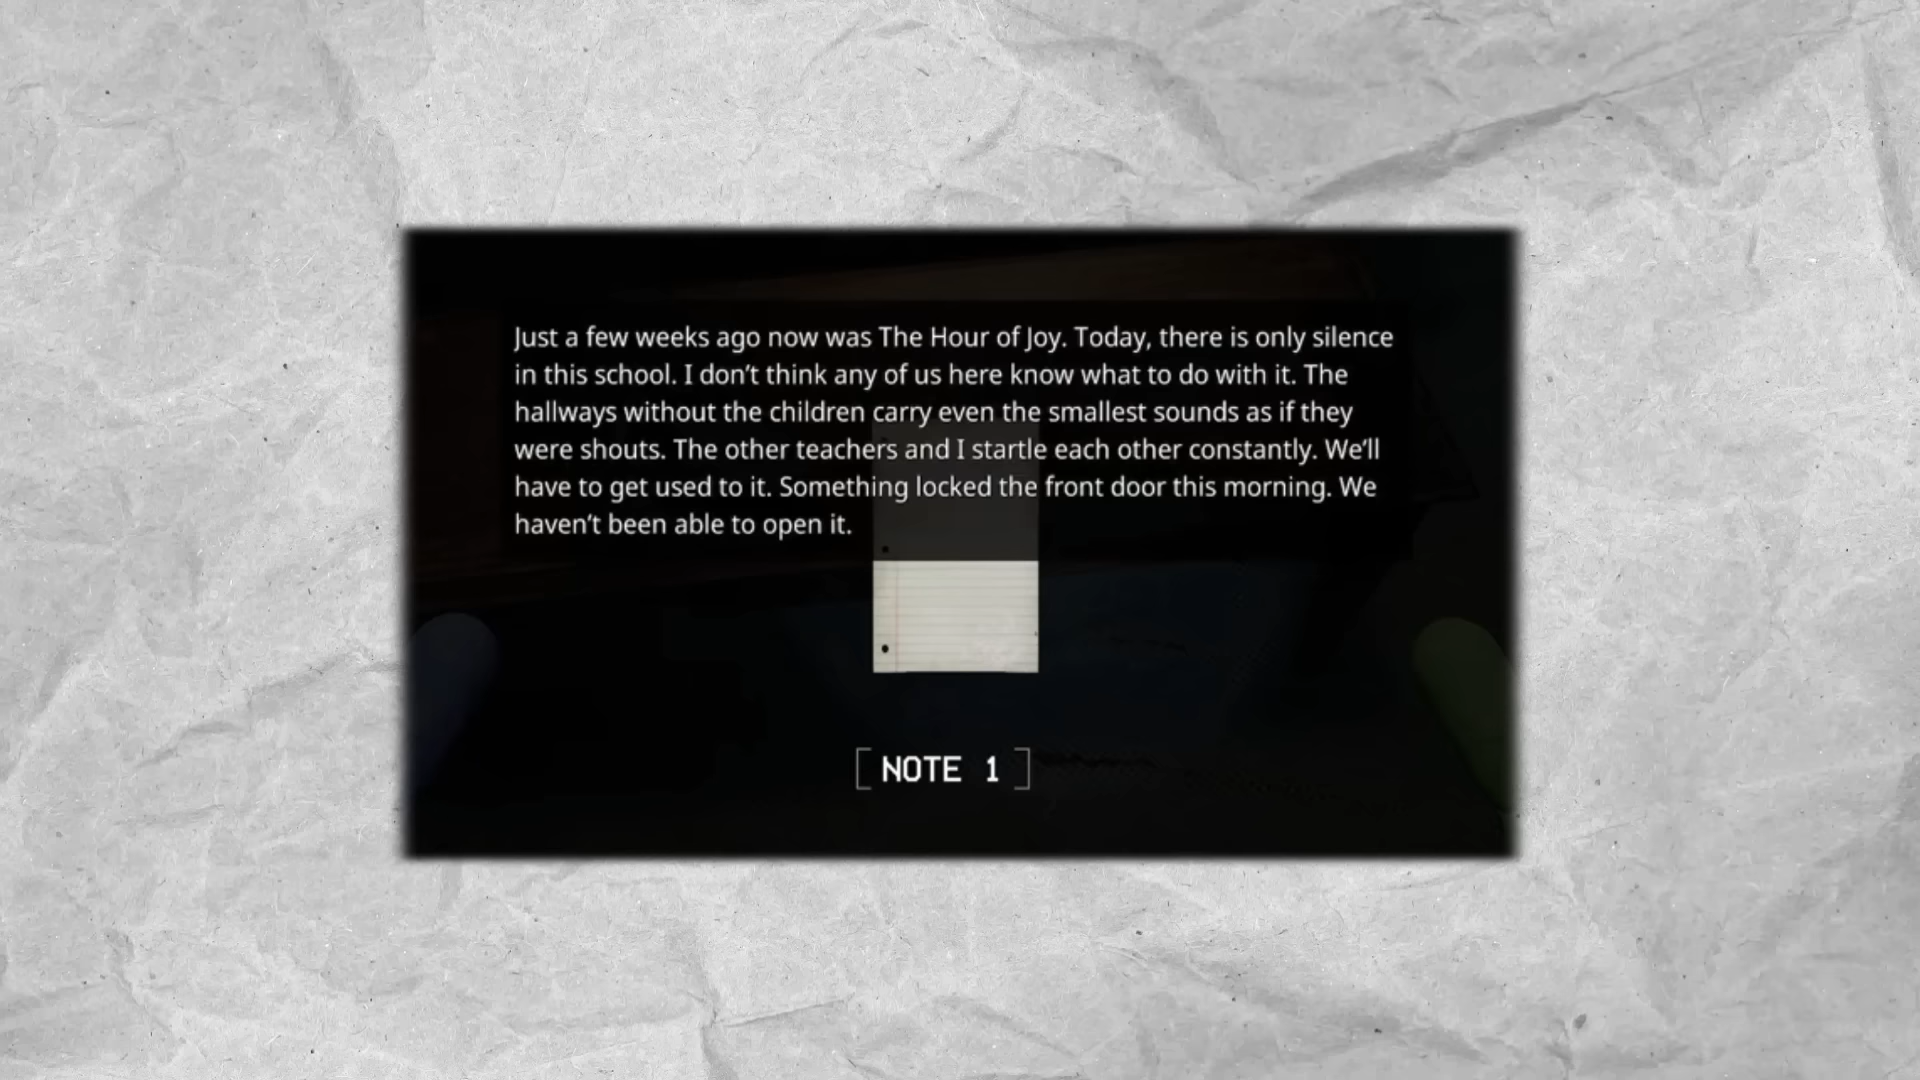 Just a few weeks ago now was The Hour of Joy. Today, there is only silence
in this school. I don’t think any of us here know what to do with it. The
hallways without the children carry even the smallest sounds as if they
were shouts. The other teachers and I startle each other constantly. We’ll
have to get used to it. Something locked the front door this morning. We
haven’t been able to open it.
[ NOTE 1 ]